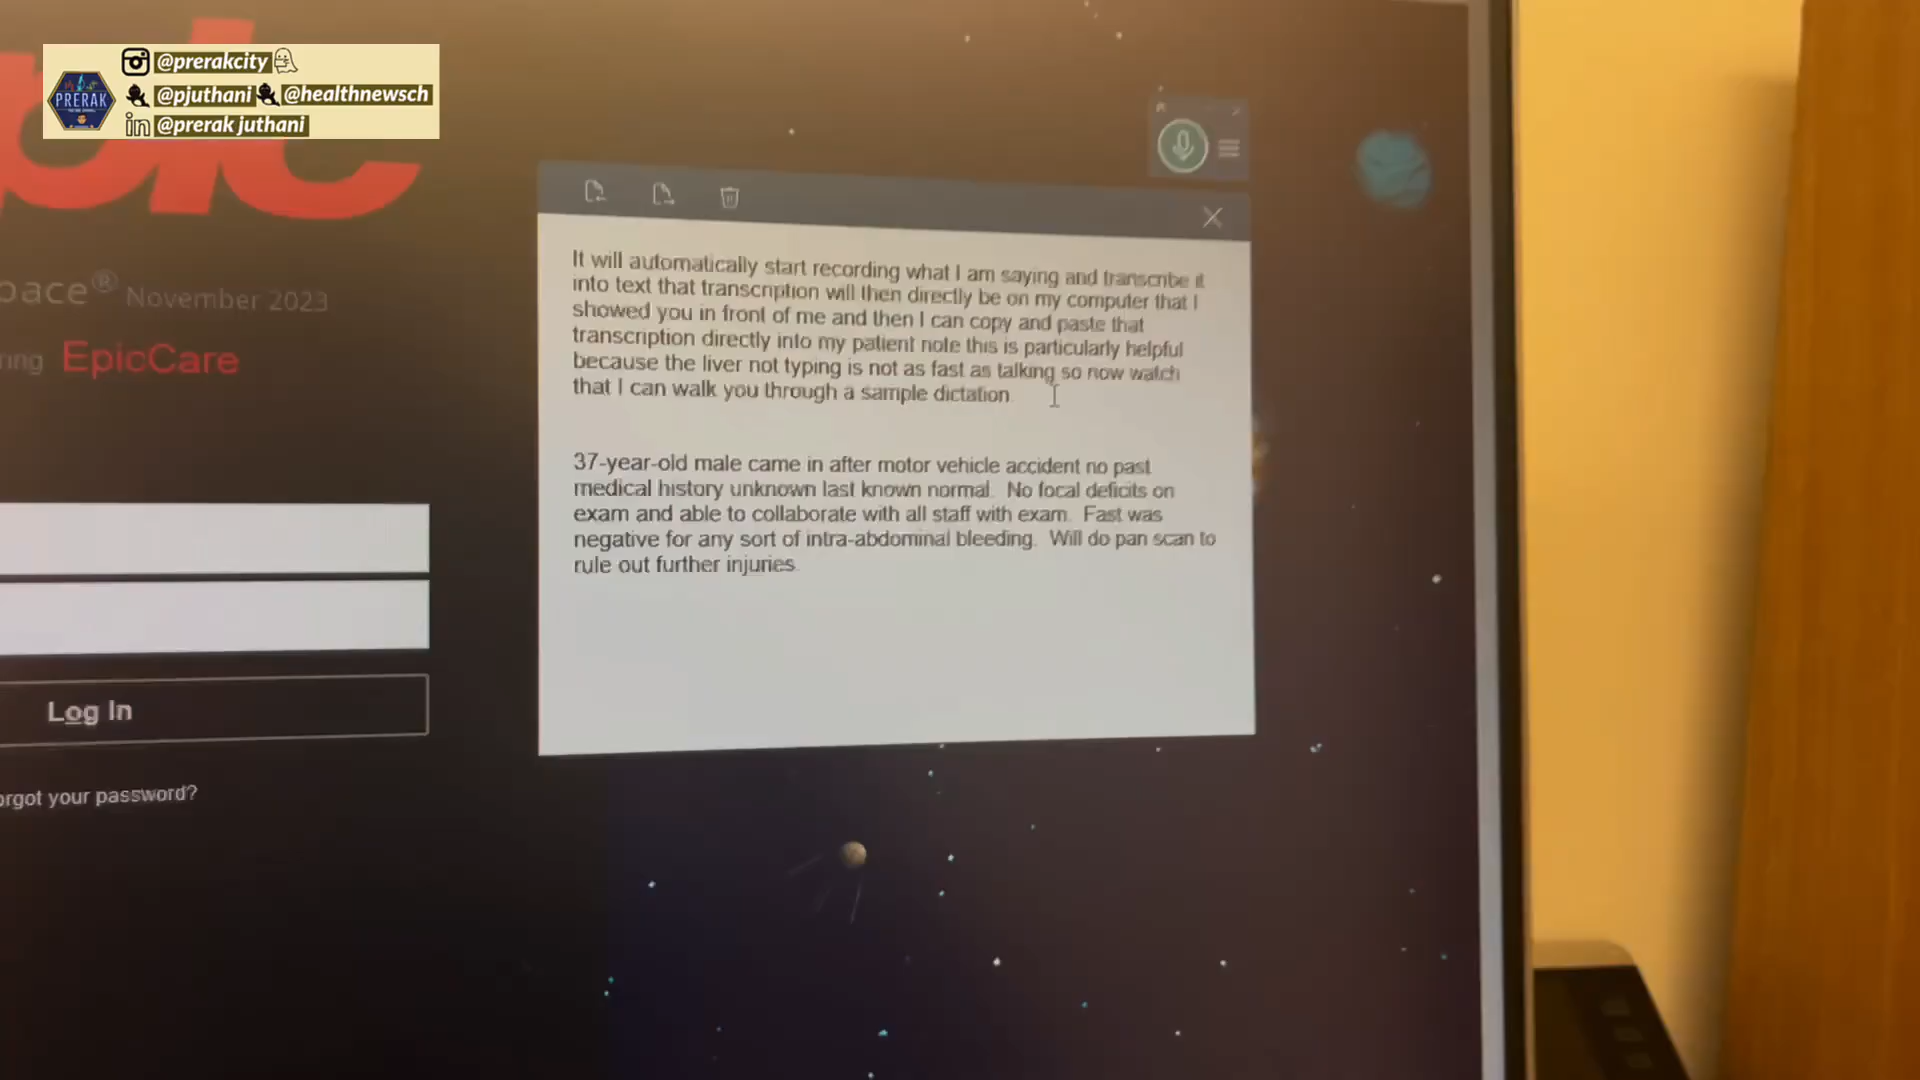 @prerakcity
@pjuthani @healthnewsch
in @prerak juthani
PRERAK
pic
pace® November 2023
ring EpicCare
Log In
orgot your password?
It will automatically start recording what I am saying and transcribe it
into text that transcription will then directly be on my computer that I
showed you in front of me and then I can copy and paste that
transcription directly into my patient note this is particularly helpful
because the liver not typing is not as fast as talking so now watch
that I can walk you through a sample dictation
37-year-old male came in after motor vehicle accident no past
medical history unknown last known normal. No focal deficits on
exam and able to collaborate with all staff with exam. Fast was
negative for any sort of intra-abdominal bleeding. Will do pan scan to
rule out further injuries.